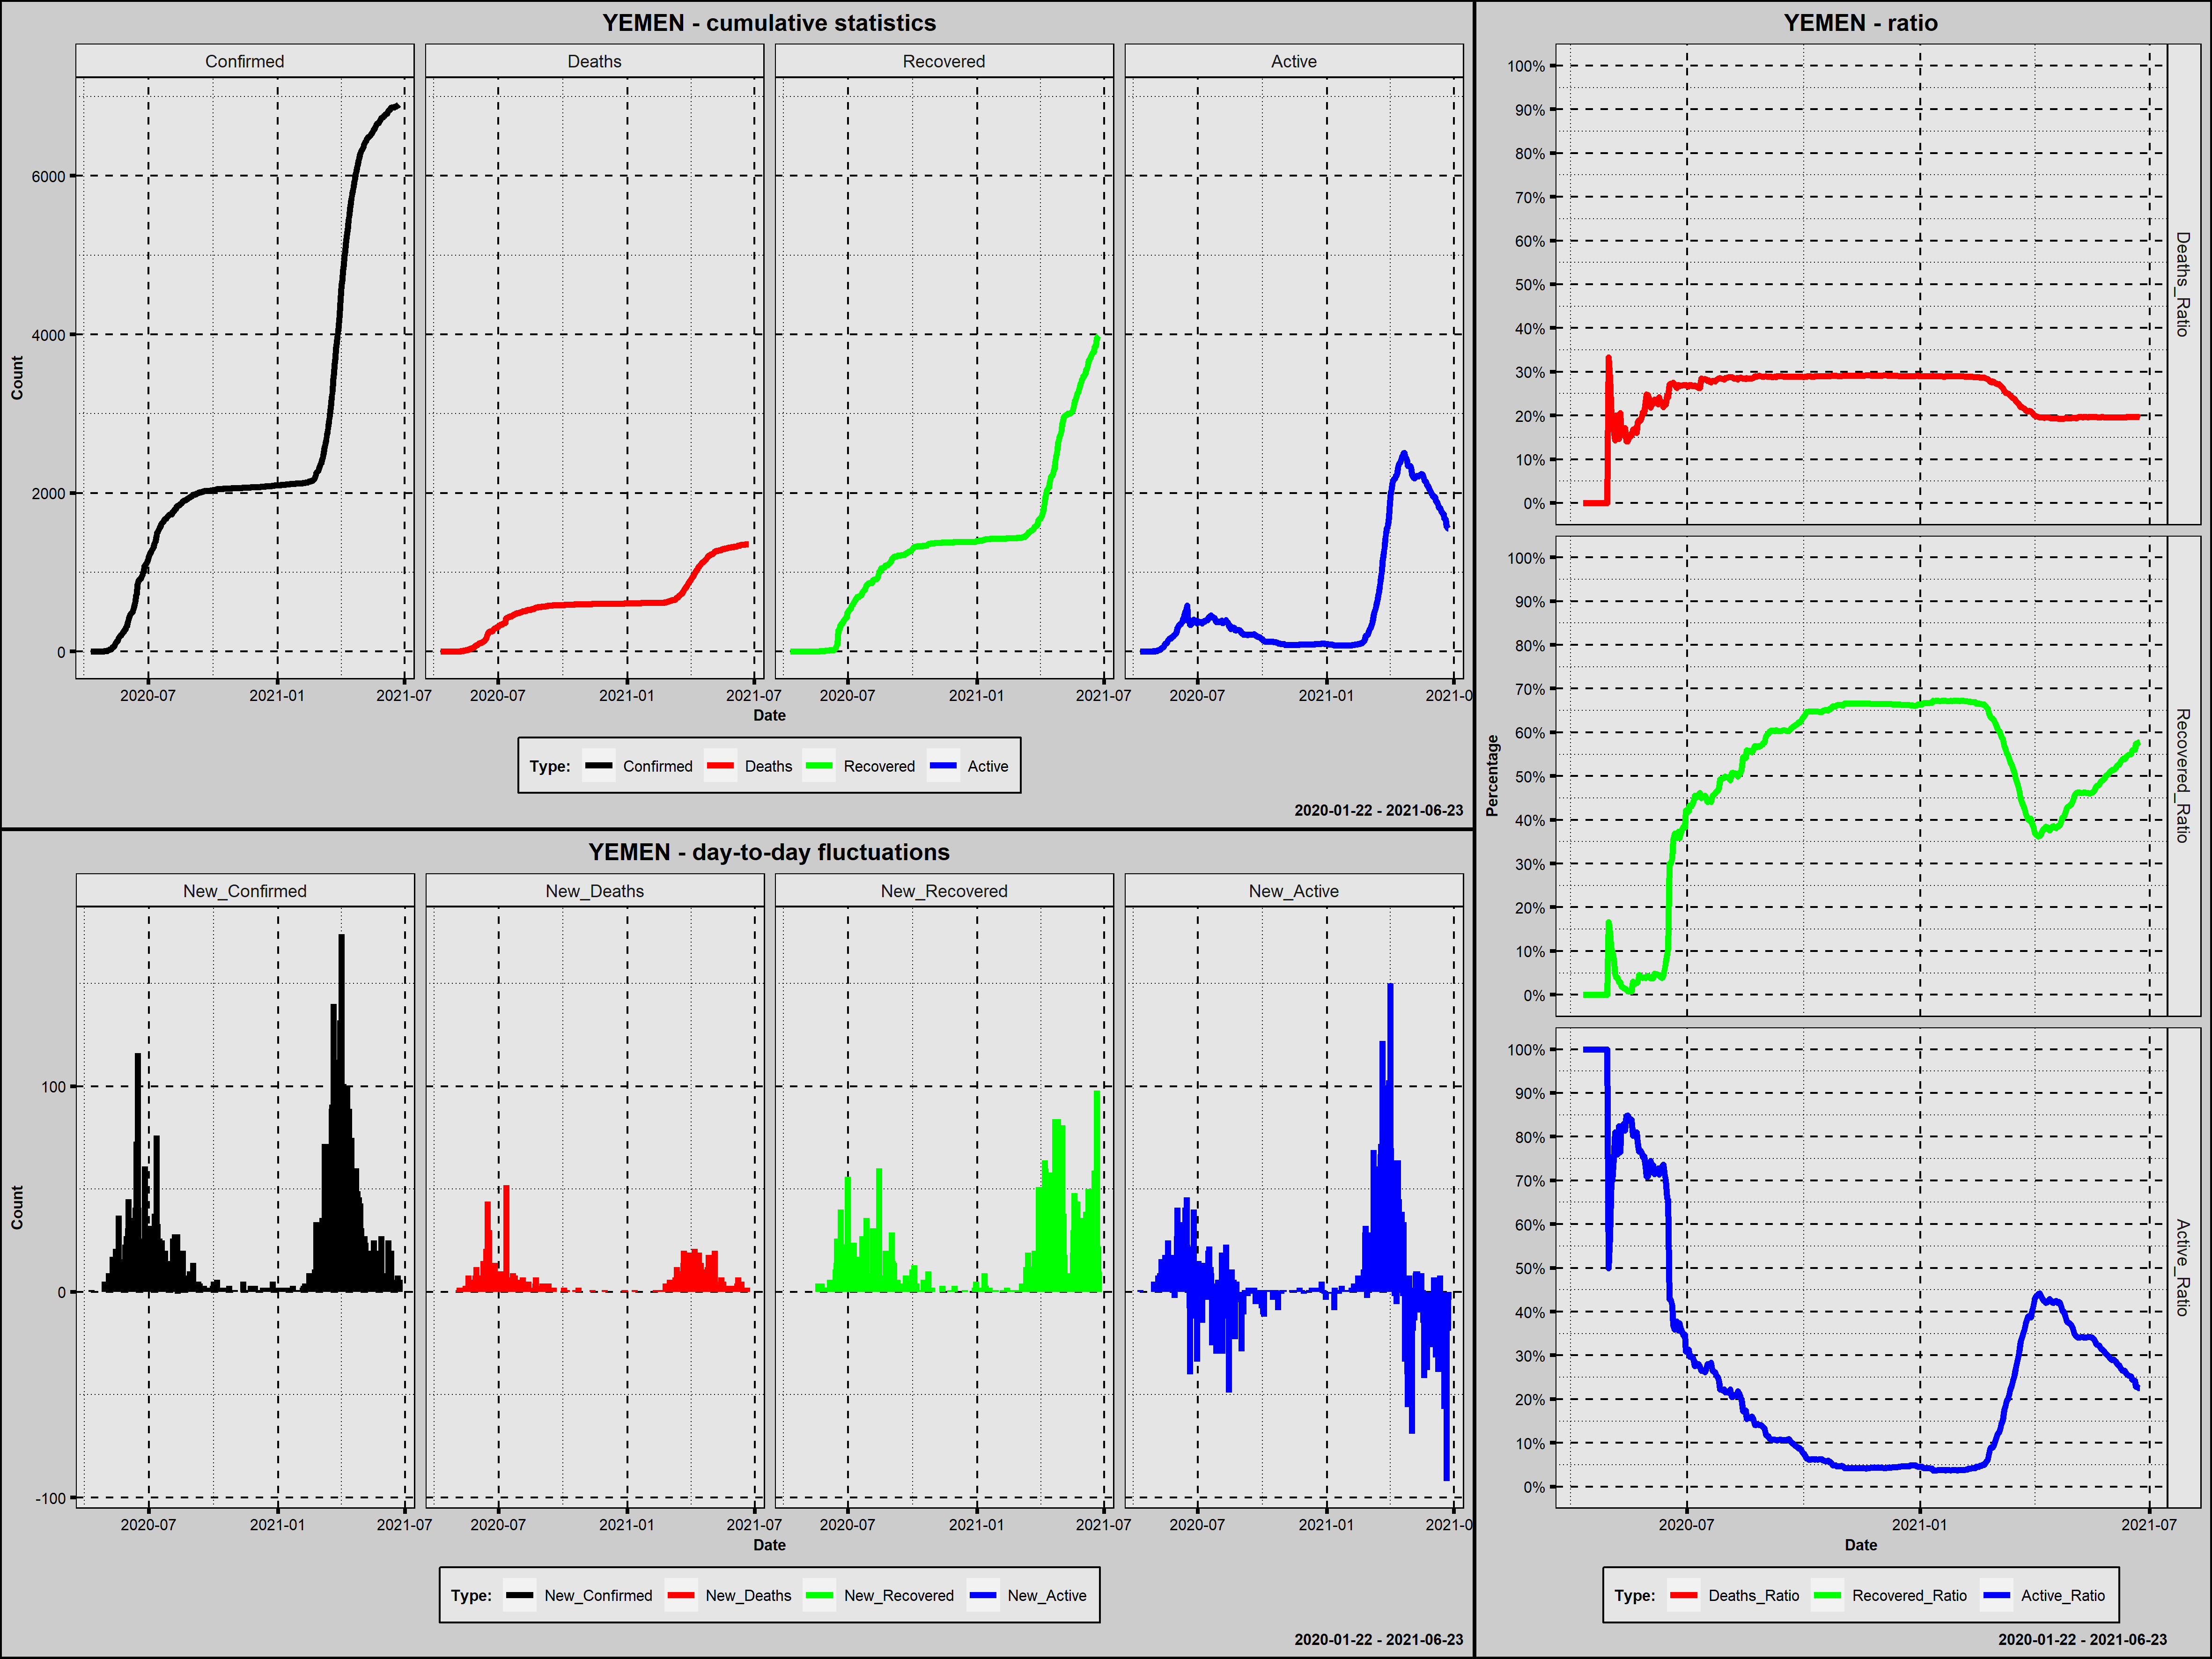 YEMEN - cumulative statistics
Confirmed Deaths Recovered Active
Count
6000
4000
2000
0
2020-07 2021-01 2021-07 2020-07 2021-01 2021-07 2020-07 2021-01 2021-07 2020-07 2021-01 2021-0
Date
Type: Confirmed Deaths Recovered Active
2020-01-22 - 2021-06-23
YEMEN - day-to-day fluctuations
New_Confirmed New_Deaths New_Recovered New_Active
Count
100
0
-100
2020-07 2021-01 2021-07 2020-07 2021-01 2021-07 2020-07 2021-01 2021-07 2020-07 2021-01 2021-0
Date
Type: New_Confirmed New_Deaths New_Recovered New_Active
2020-01-22 - 2021-06-23
YEMEN - ratio
Percentage
100%
90%
80%
70%
60%
50%
40%
30%
20%
10%
0%
Deaths_Ratio
100%
90%
80%
70%
60%
50%
40%
30%
20%
10%
0%
Recovered_Ratio
100%
90%
80%
70%
60%
50%
40%
30%
20%
10%
0%
Active_Ratio
2020-07 2021-01 2021-07
Date
Type: Deaths_Ratio Recovered_Ratio Active_Ratio
2020-01-22 - 2021-06-23